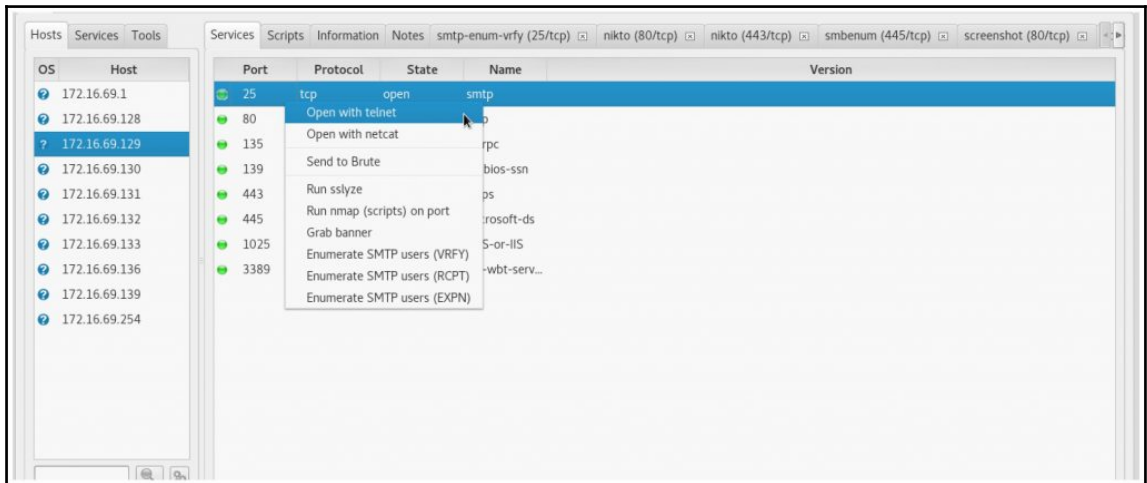 Hosts Services Tools
Services Scripts Information Notes smtp-enum-vrfy (25/tcp) nikto (80/tcp) nikto (443/tcp) smbenum (445/tcp) screenshot (80/tcp)
OS Host
172.16.69.1
172.16.69.128
172.16.69.129
172.16.69.130
172.16.69.131
172.16.69.132
172.16.69.133
172.16.69.136
172.16.69.139
172.16.69.254
Port Protocol State Name Version
25 tcp open smtp
80
135 rpc
139 bios-ssn
443 ps
445 rosoft-ds
1025 S-or-IIS
3389 -wbt-serv...
Open with telnet
Open with netcat
Send to Brute
Run sslyze
Run nmap (scripts) on port
Grab banner
Enumerate SMTP users (VRFY)
Enumerate SMTP users (RCPT)
Enumerate SMTP users (EXPN)